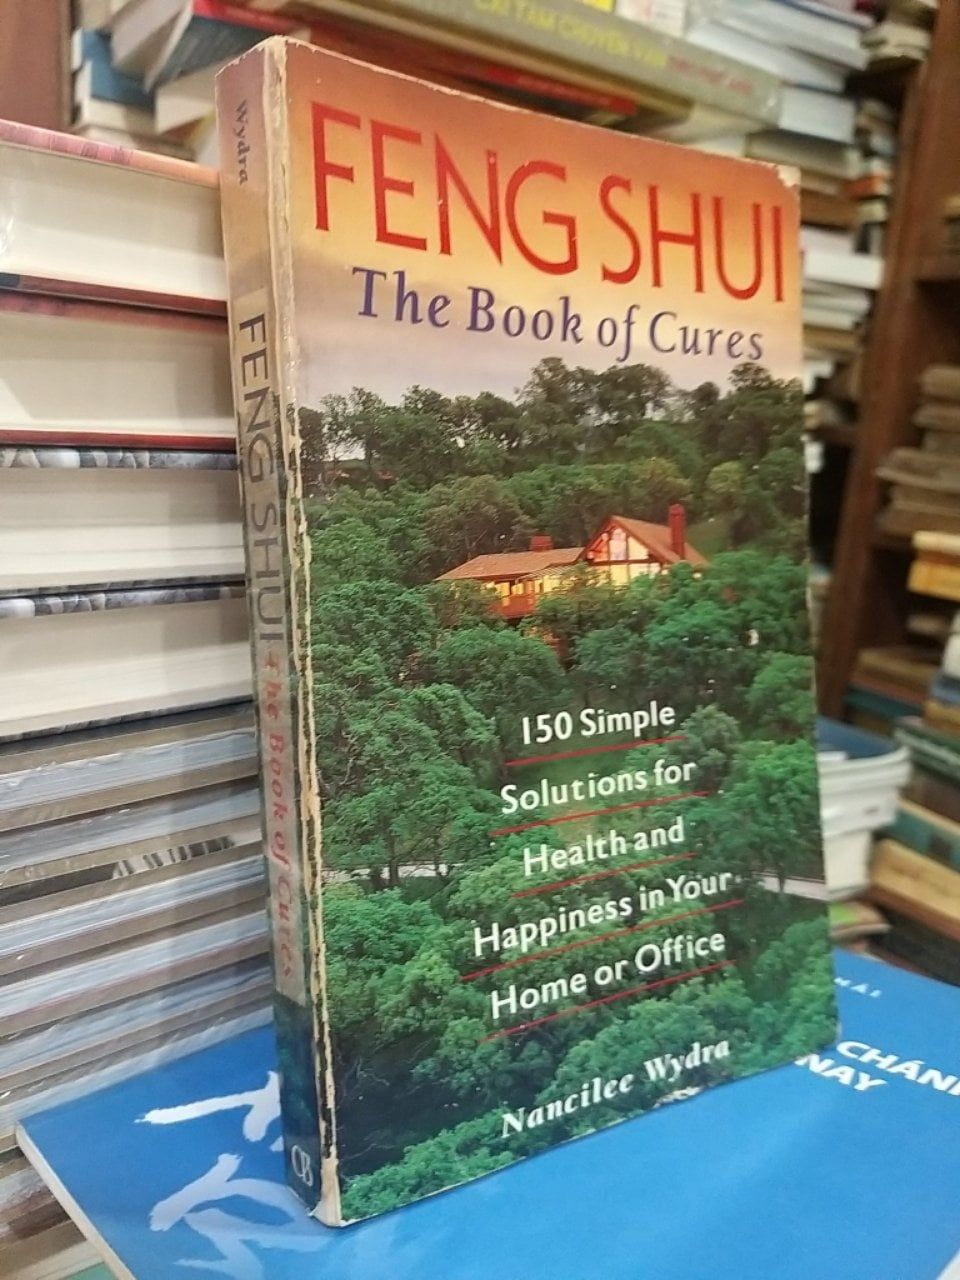 FENG SHUI
The Book of Cures
150 Simple
Solutions for
Health and
Happiness in Your
Home or Office
Nancilee Wydra
Wydra
FENG SHUI
The Book of Cures
CB
CHÁNH
NAY